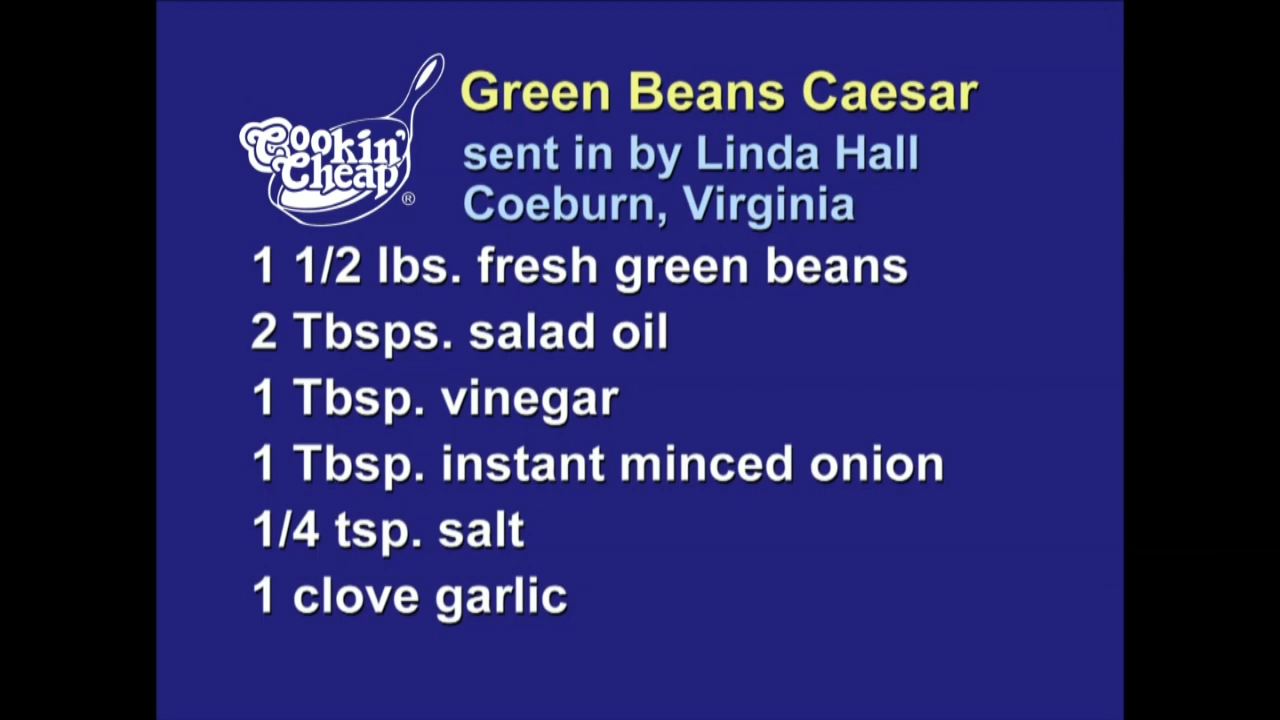 Cookin' Cheap ®
Green Beans Caesar
sent in by Linda Hall
Coeburn, Virginia
1 1/2 lbs. fresh green beans
2 Tbsps. salad oil
1 Tbsp. vinegar
1 Tbsp. instant minced onion
1/4 tsp. salt
1 clove garlic